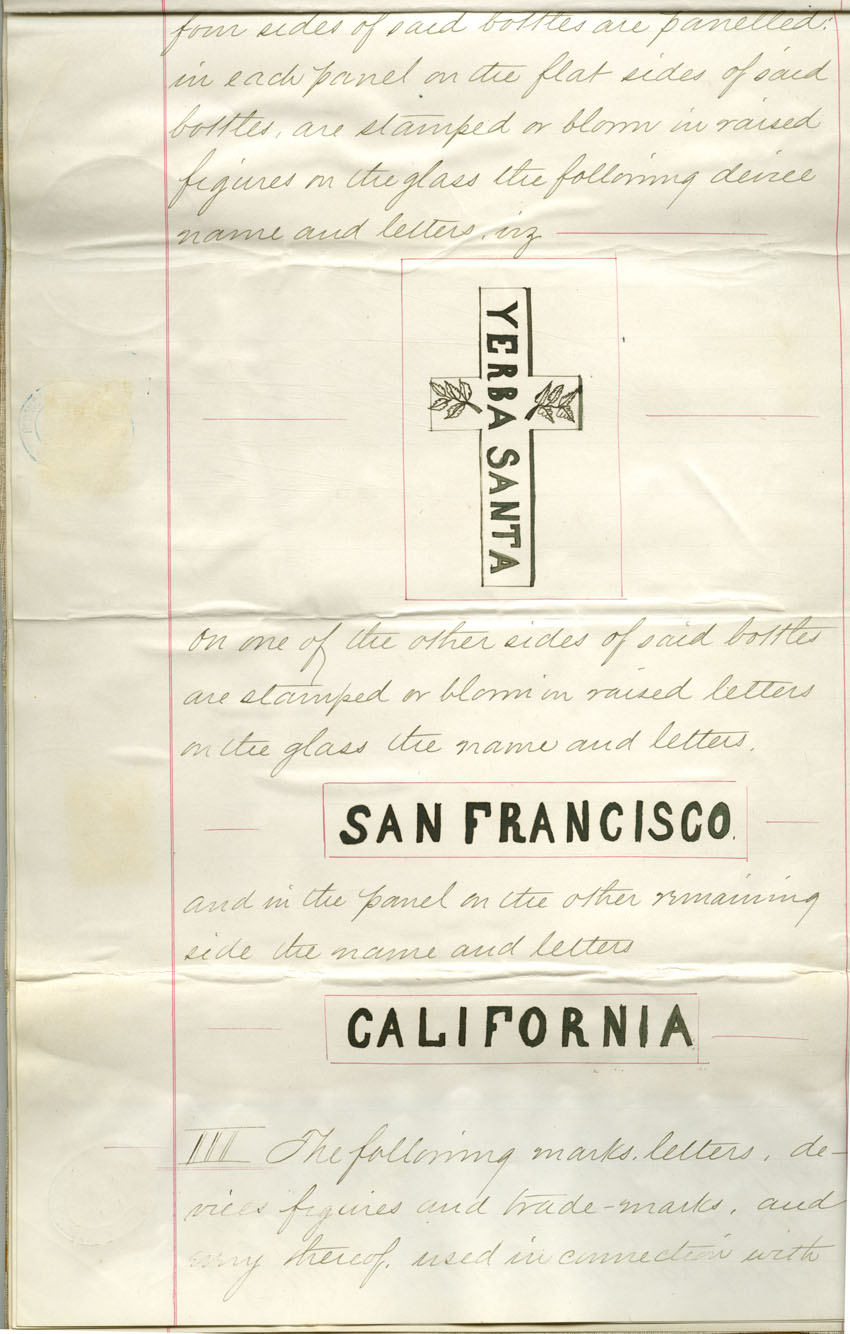 four sides of said bottles are panelled:
in each panel on the flat sides of said
bottles, are stamped or blown in raised
figures on the glass the following device
name and letters, viz
YERBA SANTA
on one of the other sides of said bottles
are stamped or blown in raised letters
on the glass the name and letters.
SAN FRANCISCO.
and in the panel on the other remaining
side the name and letters
CALIFORNIA
III The following marks, letters, de-
vices figures and trade-marks, and
every thereof, used in connection with